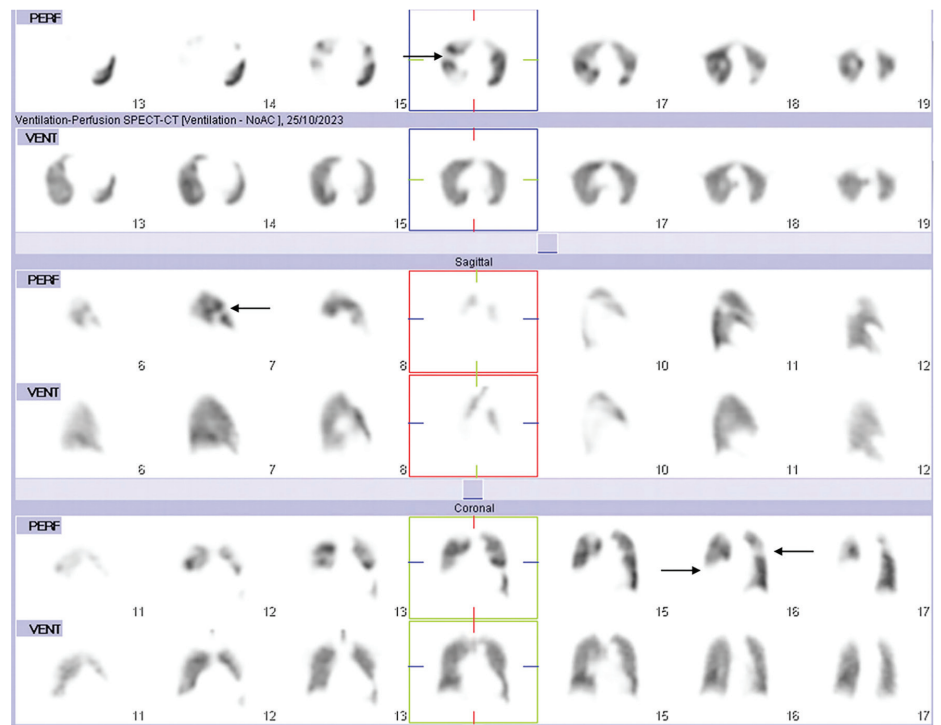 PERF
13 14 15 17 18 19
Ventilation-Perfusion SPECT-CT [Ventilation - NoAC ], 25/10/2023
VENT
13 14 15 17 18 19
Sagittal
PERF
6 7 8 10 11 12
VENT
6 7 8 10 11 12
Coronal
PERF
11 12 13 15 16 17
VENT
11 12 13 15 16 17